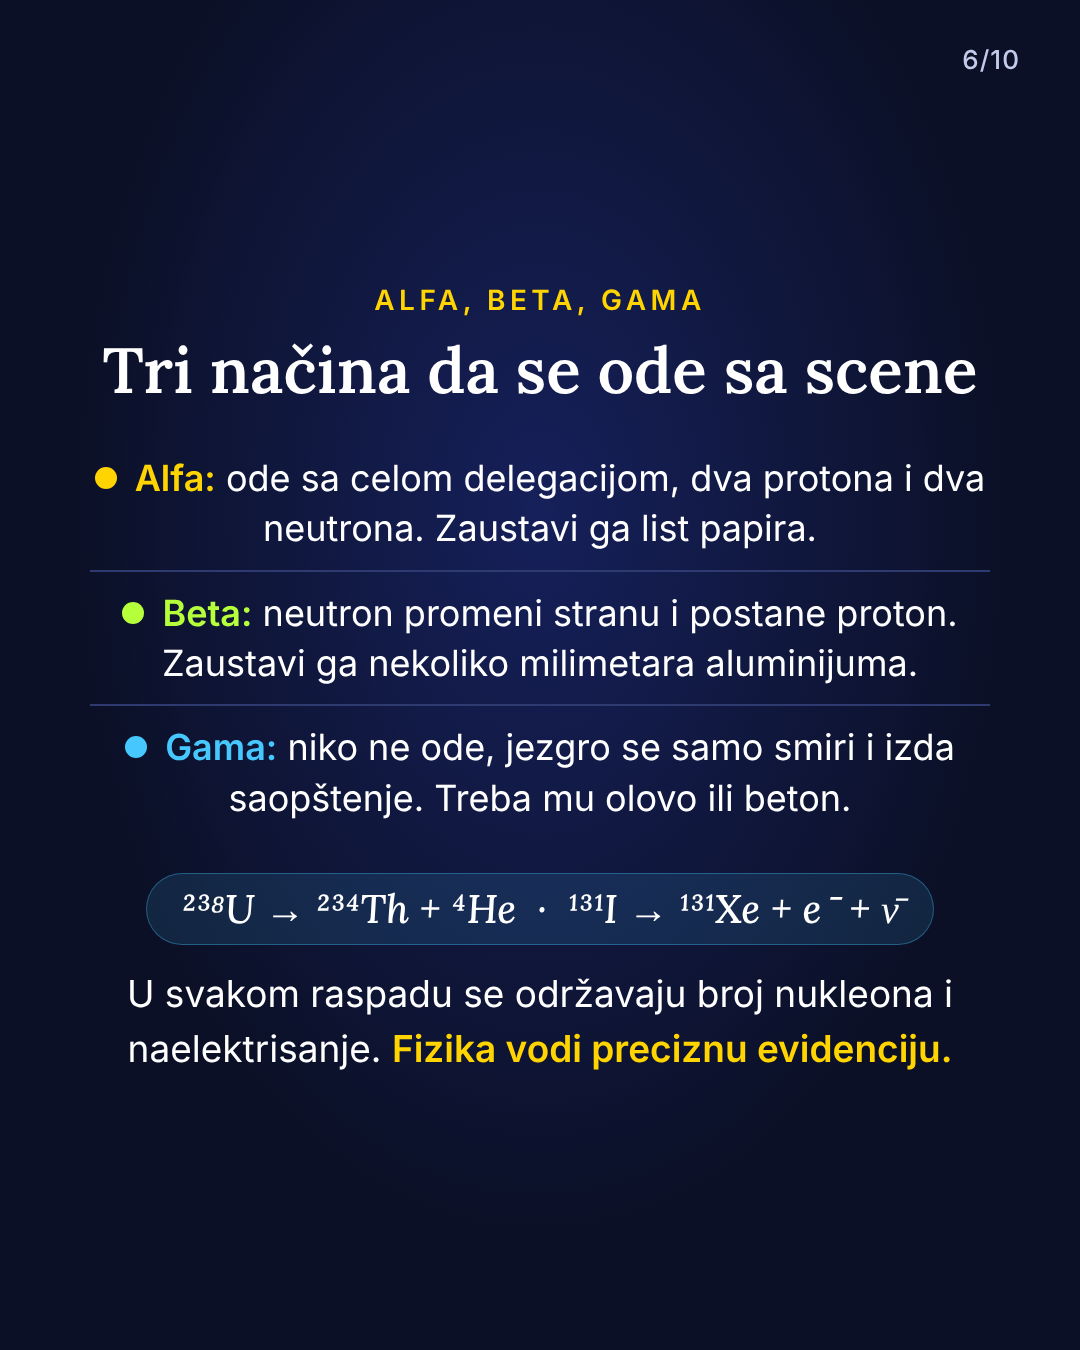 6/10
ALFA, BETA, GAMA
Tri načina da se ode sa scene
Alfa: ode sa celom delegacijom, dva protona i dva
neutrona. Zaustavi ga list papira.
Beta: neutron promeni stranu i postane proton.
Zaustavi ga nekoliko milimetara aluminijuma.
Gama: niko ne ode, jezgro se samo smiri i izda
saopštenje. Treba mu olovo ili beton.
²³⁸U → ²³⁴Th + ⁴He · ¹³¹I → ¹³¹Xe + e⁻ + ν̄
U svakom raspadu se održavaju broj nukleona i
naelektrisanje. Fizika vodi preciznu evidenciju.